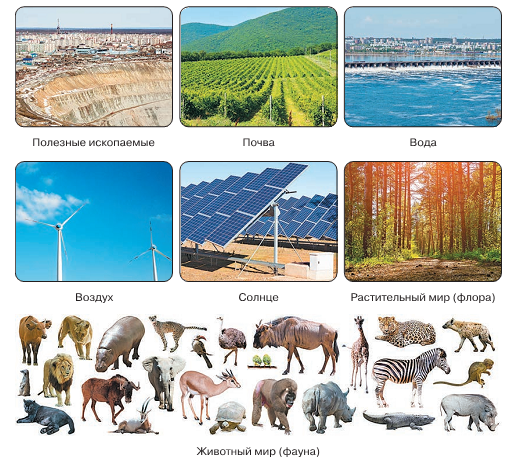 Полезные ископаемые
Почва
Вода
Воздух
Солнце
Растительный мир (флора)
Животный мир (фауна)